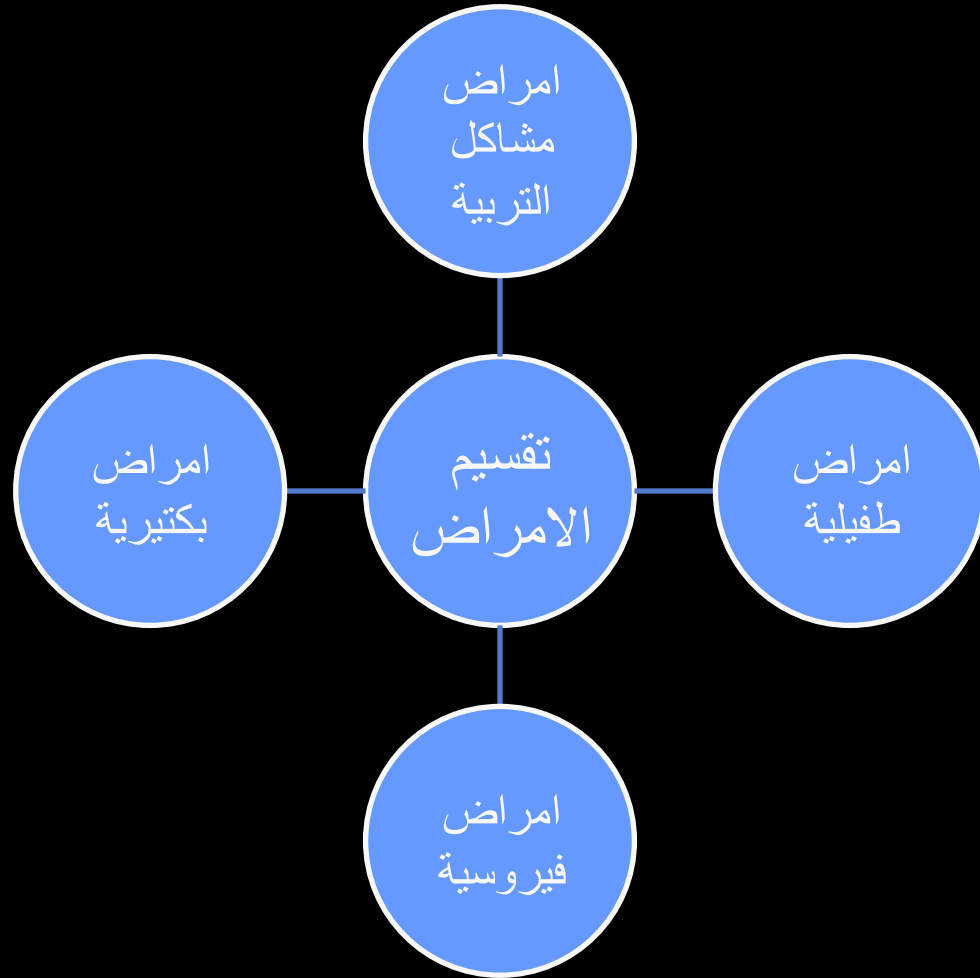 امراض
مشاكل
التربية
امراض
طفيلية
تقسيم
الامراض
امراض
بكتيرية
امراض
فيروسية